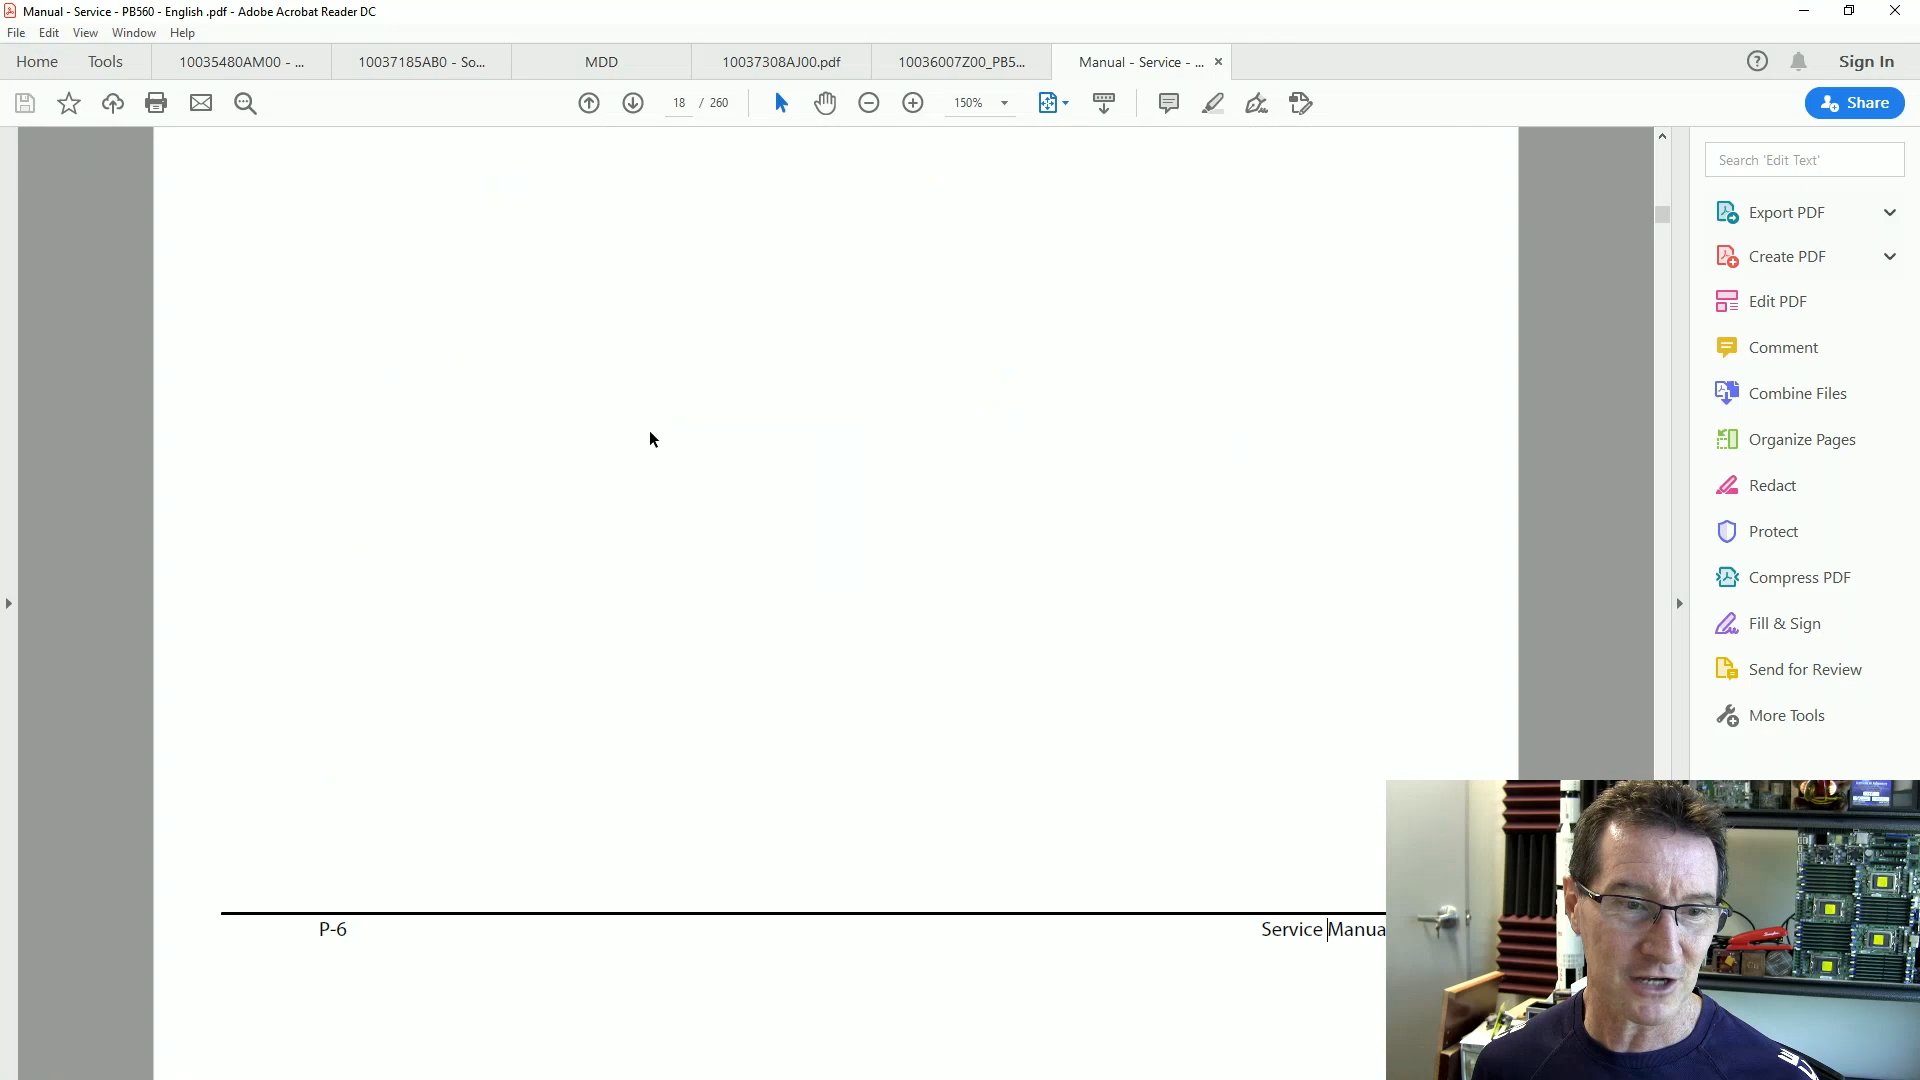 Manual - Service - PB560 - English .pdf - Adobe Acrobat Reader DC
File Edit View Window Help
Home Tools 10035480AM00 - ... 10037185AB0 - So... MDD 10037308AJ00.pdf 10036007Z00_PB5... Manual - Service - ... × Sign In
18 / 260 150% Share
Search 'Edit Text'
Export PDF
Create PDF
Edit PDF
Comment
Combine Files
Organize Pages
Redact
Protect
Compress PDF
Fill & Sign
Send for Review
More Tools
P-6 Service Manua